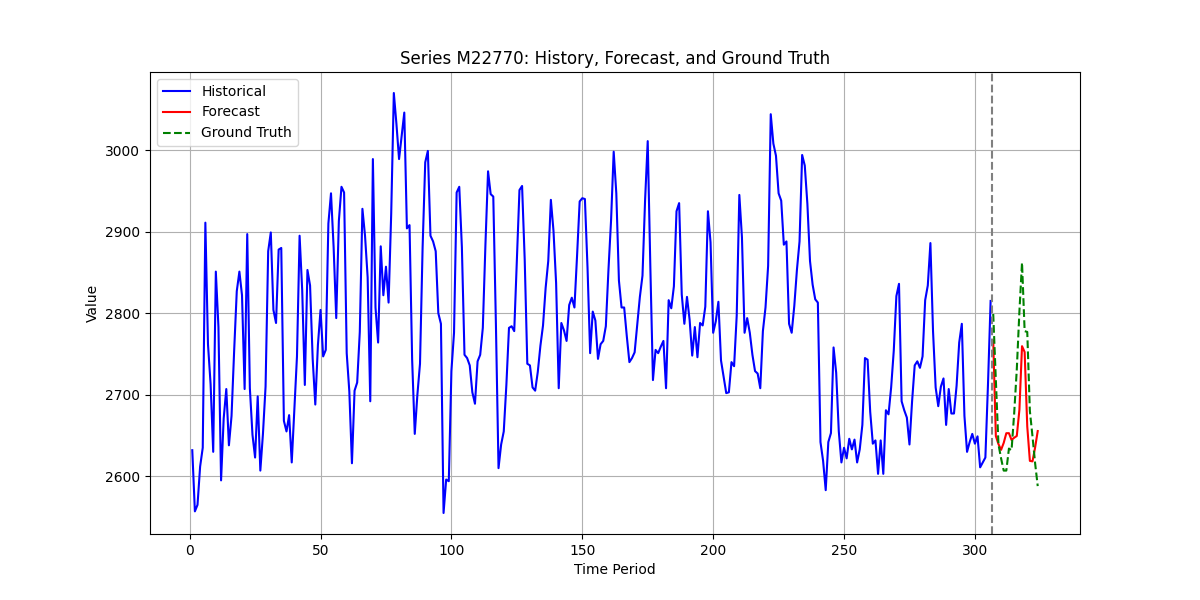 Series M22770: History, Forecast, and Ground Truth
Historical
Forecast
Ground Truth
3000
2900
2800
2700
2600
Value
0 50 100 150 200 250 300
Time Period